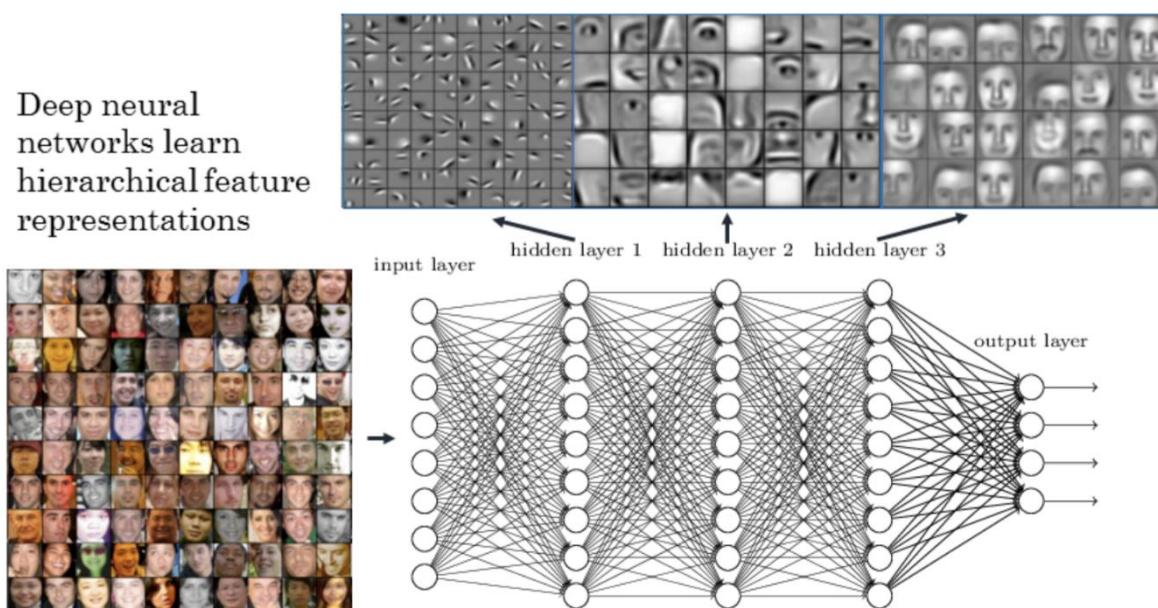 Deep neural
networks learn
hierarchical feature
representations
hidden layer 1 hidden layer 2 hidden layer 3
input layer
output layer